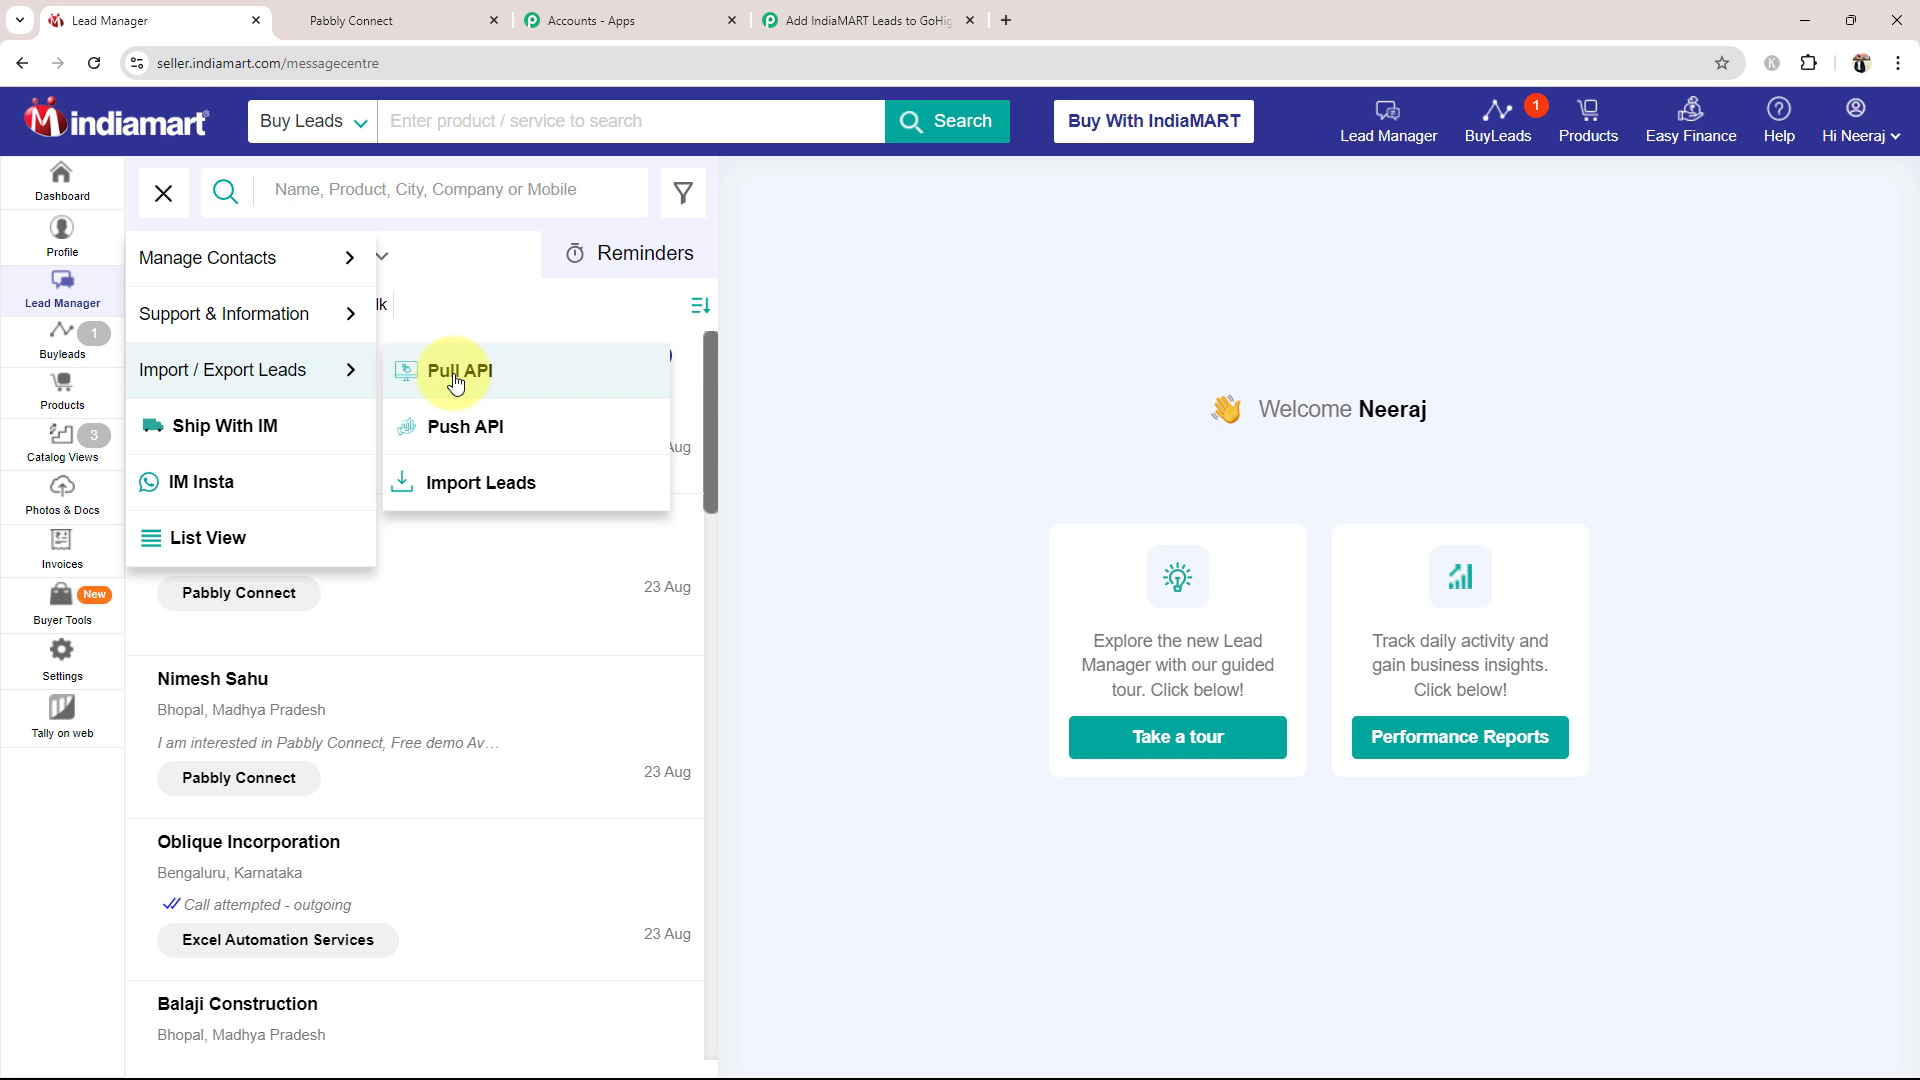 Lead Manager
Pabbly Connect
Accounts - Apps
Add IndiaMART Leads to GoHig
seller.indiamart.com/messagecentre
K
indiamart
Buy Leads
Enter product / service to search
Search
Buy With IndiaMART
Lead Manager
1
BuyLeads
Products
Easy Finance
Help
Hi Neeraj
Dashboard
Profile
Lead Manager
1
Buyleads
Products
3
Catalog Views
Photos & Docs
Invoices
New
Buyer Tools
Settings
Tally on web
Name, Product, City, Company or Mobile
Reminders
lk
Manage Contacts
Support & Information
Import / Export Leads
Ship With IM
IM Insta
List View
Pull API
Push API
Import Leads
Aug
Pabbly Connect
23 Aug
Nimesh Sahu
Bhopal, Madhya Pradesh
I am interested in Pabbly Connect, Free demo Av...
Pabbly Connect
23 Aug
Oblique Incorporation
Bengaluru, Karnataka
Call attempted - outgoing
Excel Automation Services
23 Aug
Balaji Construction
Bhopal, Madhya Pradesh
Welcome Neeraj
Explore the new Lead
Manager with our guided
tour. Click below!
Take a tour
Track daily activity and
gain business insights.
Click below!
Performance Reports